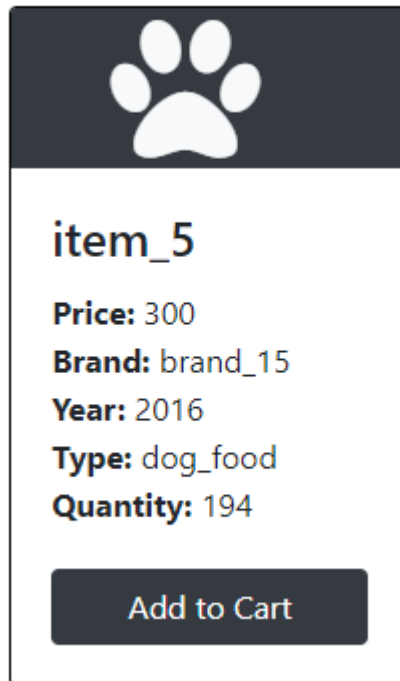 item_5
Price: 300
Brand: brand_15
Year: 2016
Type: dog_food
Quantity: 194
Add to Cart